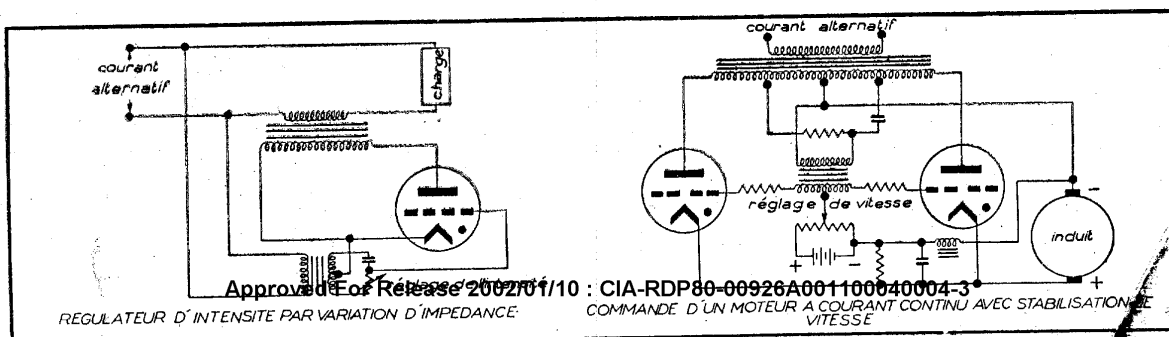 courant
alternatif
charge
réglage de l'intensité
REGULATEUR D'INTENSITE PAR VARIATION D'IMPEDANCE
courant alternatif
réglage de vitesse
+ -
-
induit
+
Approved For Release 2002/01/10 : CIA-RDP80-00926A001100040004-3
COMMANDE D'UN MOTEUR A COURANT CONTINU AVEC STABILISATION DE
VITESSE